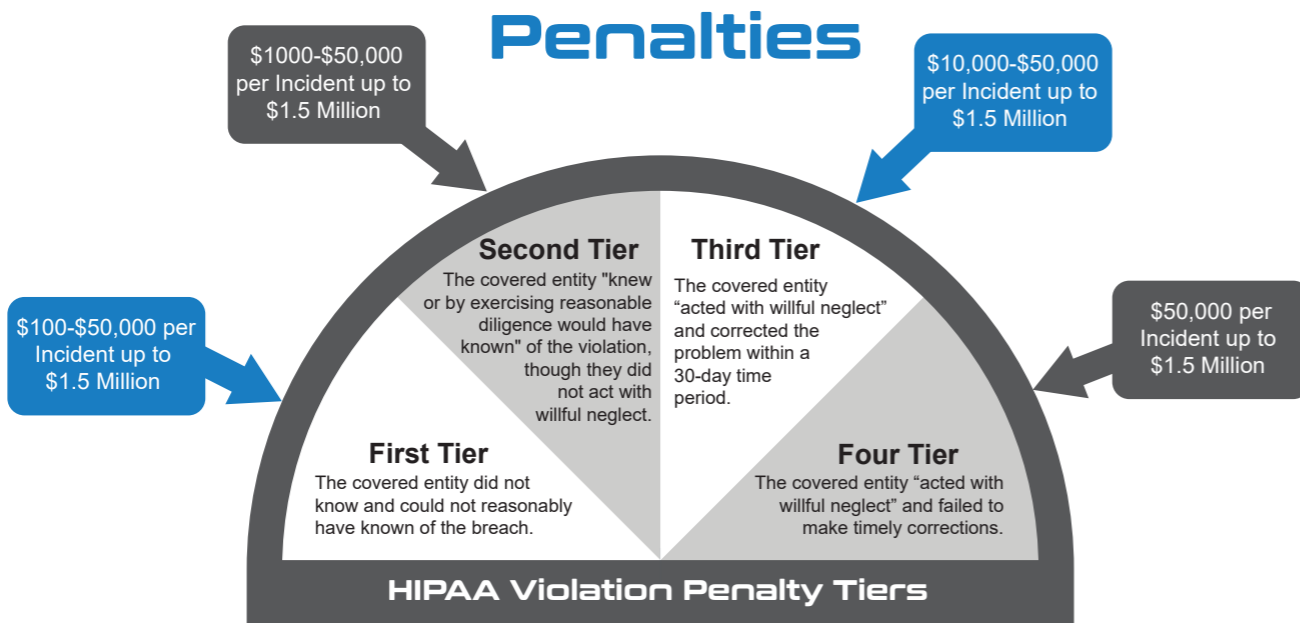 Penalties
$100-$50,000 per
Incident up to
$1.5 Million
First Tier
The covered entity did not
know and could not reasonably
have known of the breach.
$1000-$50,000
per Incident up to
$1.5 Million
Second Tier
The covered entity "knew
or by exercising reasonable
diligence would have
known" of the violation,
though they did
not act with
willful neglect.
$10,000-$50,000
per Incident up to
$1.5 Million
Third Tier
The covered entity
“acted with willful neglect”
and corrected the
problem within a
30-day time
period.
$50,000 per
Incident up to
$1.5 Million
Four Tier
The covered entity “acted with
willful neglect” and failed to
make timely corrections.
HIPAA Violation Penalty Tiers